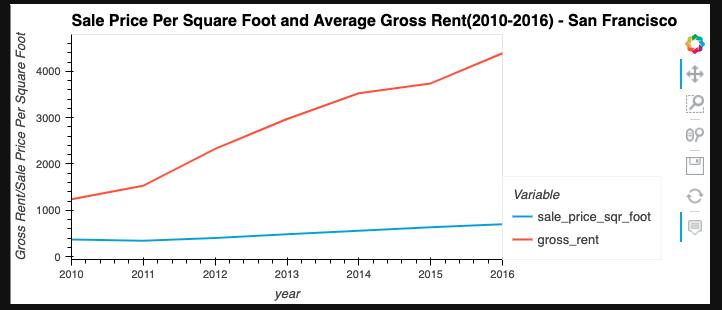 Sale Price Per Square Foot and Average Gross Rent(2010-2016) - San Francisco
Gross Rent/Sale Price Per Square Foot
4000
3000
2000
1000
0
2010 2011 2012 2013 2014 2015 2016
year
Variable
sale_price_sqr_foot
gross_rent